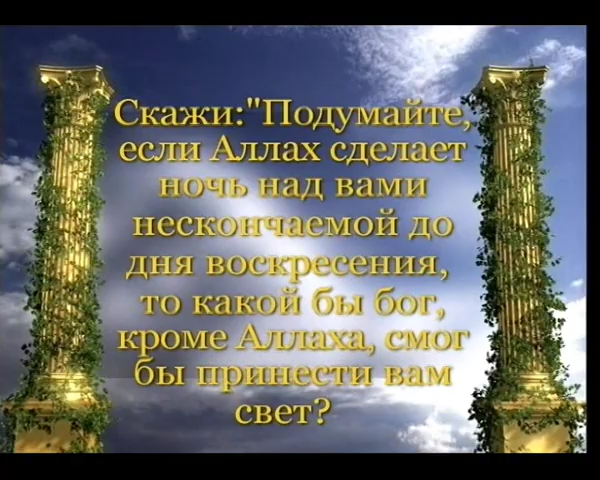 Скажи:"Подумайте,
если Аллах сделает
ночь над вами
нескончаемой до
дня воскресения,
то какой бы бог,
кроме Аллаха, смог
бы принести вам
свет?